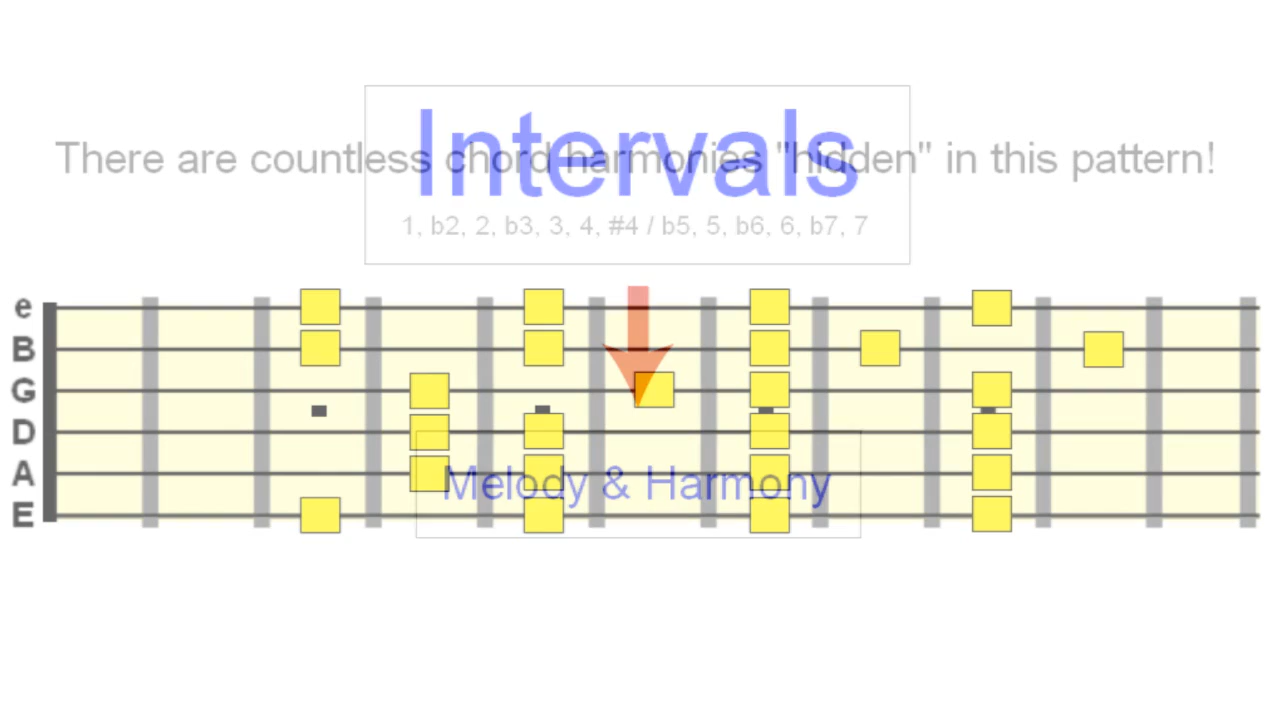 Intervals
There are countless chord harmonies "hidden" in this pattern!
1, b2, 2, b3, 3, 4, #4 / b5, 5, b6, 6, b7, 7
e
B
G
D
A
Melody & Harmony
E